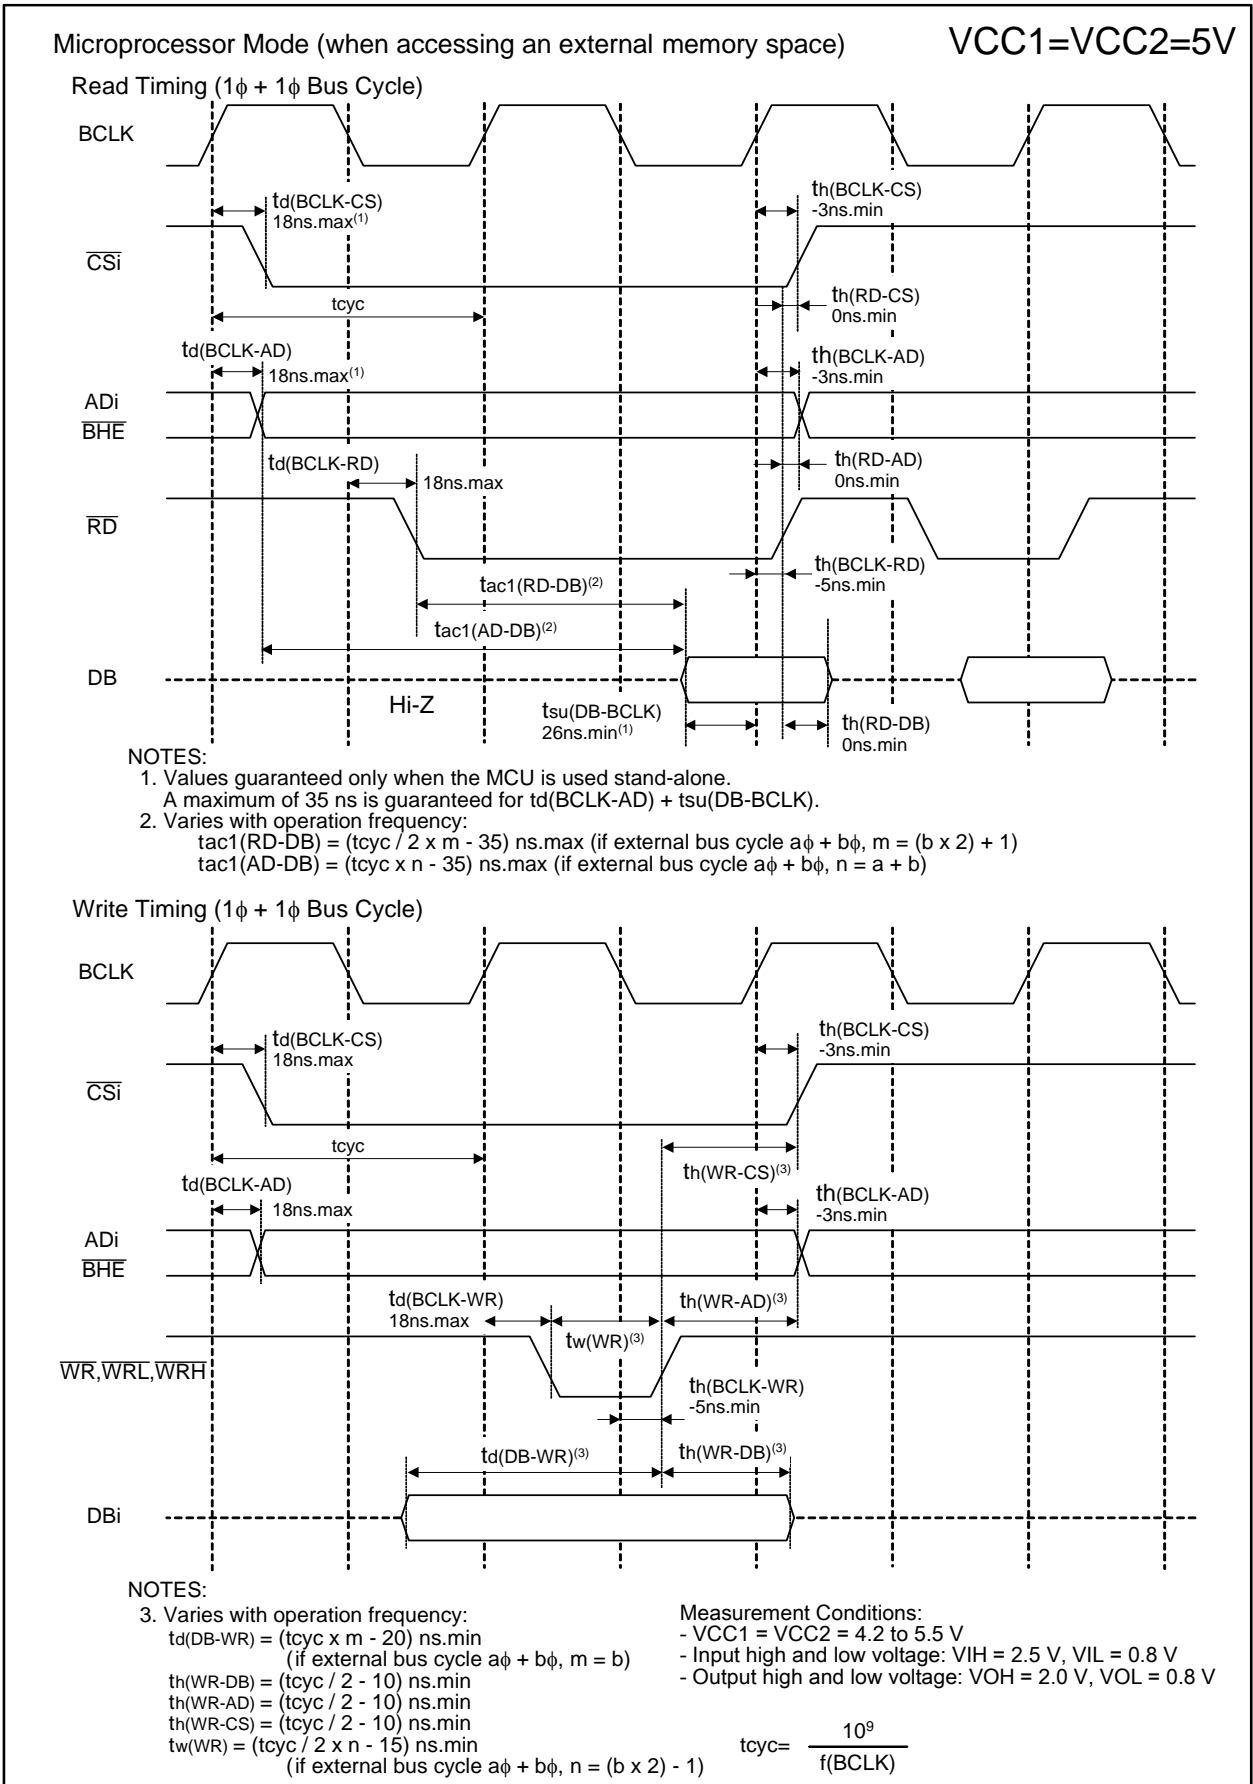 Microprocessor Mode (when accessing an external memory space)
VCC1=VCC2=5V
Read Timing (1ϕ + 1ϕ Bus Cycle)
BCLK
td(BCLK-CS)
18ns.max(1)
th(BCLK-CS)
-3ns.min
CSi
tcyc
th(RD-CS)
0ns.min
td(BCLK-AD)
18ns.max(1)
th(BCLK-AD)
-3ns.min
ADi
BHE
td(BCLK-RD)
18ns.max
th(RD-AD)
0ns.min
RD
th(BCLK-RD)
-5ns.min
tac1(RD-DB)(2)
tac1(AD-DB)(2)
DB
Hi-Z
tsu(DB-BCLK)
26ns.min(1)
th(RD-DB)
0ns.min
NOTES:
1. Values guaranteed only when the MCU is used stand-alone.
A maximum of 35 ns is guaranteed for td(BCLK-AD) + tsu(DB-BCLK).
2. Varies with operation frequency:
tac1(RD-DB) = (tcyc / 2 x m - 35) ns.max (if external bus cycle aϕ + bϕ, m = (b x 2) + 1)
tac1(AD-DB) = (tcyc x n - 35) ns.max (if external bus cycle aϕ + bϕ, n = a + b)
Write Timing (1ϕ + 1ϕ Bus Cycle)
BCLK
td(BCLK-CS)
18ns.max
th(BCLK-CS)
-3ns.min
CSi
tcyc
th(WR-CS)(3)
td(BCLK-AD)
18ns.max
th(BCLK-AD)
-3ns.min
ADi
BHE
td(BCLK-WR)
18ns.max
tw(WR)(3)
th(WR-AD)(3)
WR,WRL,WRH
th(BCLK-WR)
-5ns.min
td(DB-WR)(3)
th(WR-DB)(3)
DBi
NOTES:
3. Varies with operation frequency:
td(DB-WR) = (tcyc x m - 20) ns.min
(if external bus cycle aϕ + bϕ, m = b)
th(WR-DB) = (tcyc / 2 - 10) ns.min
th(WR-AD) = (tcyc / 2 - 10) ns.min
th(WR-CS) = (tcyc / 2 - 10) ns.min
tw(WR) = (tcyc / 2 x n - 15) ns.min
(if external bus cycle aϕ + bϕ, n = (b x 2) - 1)
Measurement Conditions:
- VCC1 = VCC2 = 4.2 to 5.5 V
- Input high and low voltage: VIH = 2.5 V, VIL = 0.8 V
- Output high and low voltage: VOH = 2.0 V, VOL = 0.8 V
tcyc=
10⁹
f(BCLK)